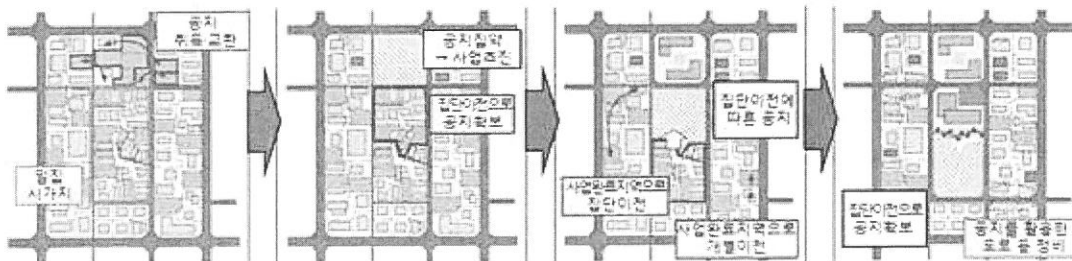 공지
취급교환
밀집
시가지
공지집약
→ 사업추진
집단이전으로
공지확보
사업완료지역으로
집단이전
집단이전에
따른 공지
사업완료지역으로
개별이전
집단이전으로
공지확보
공지를 활용한
도로 등 정비